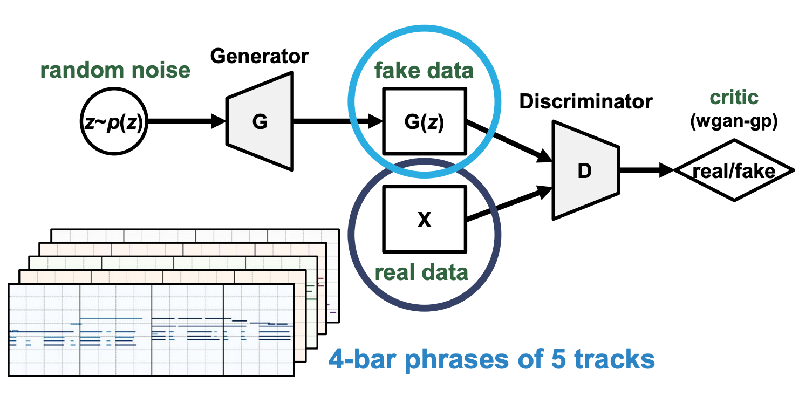 Generator
random noise
z~p(z)
G
fake data
G(z)
X
real data
Discriminator
D
critic
(wgan-gp)
real/fake
4-bar phrases of 5 tracks